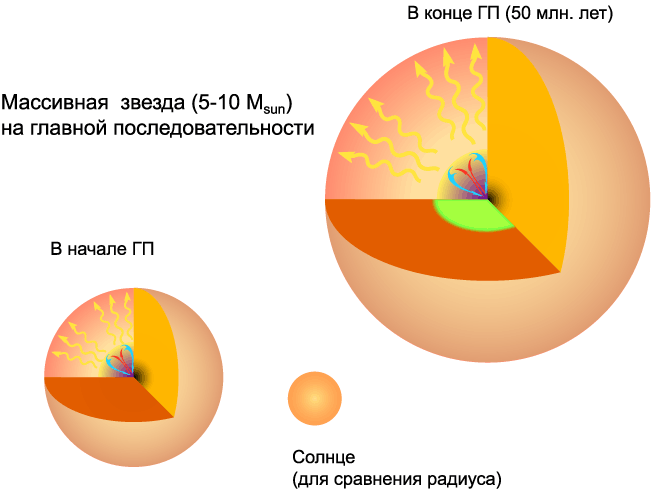 В конце ГП (50 млн. лет)
Массивная звезда (5-10 Msun)
на главной последовательности
В начале ГП
Солнце
(для сравнения радиуса)